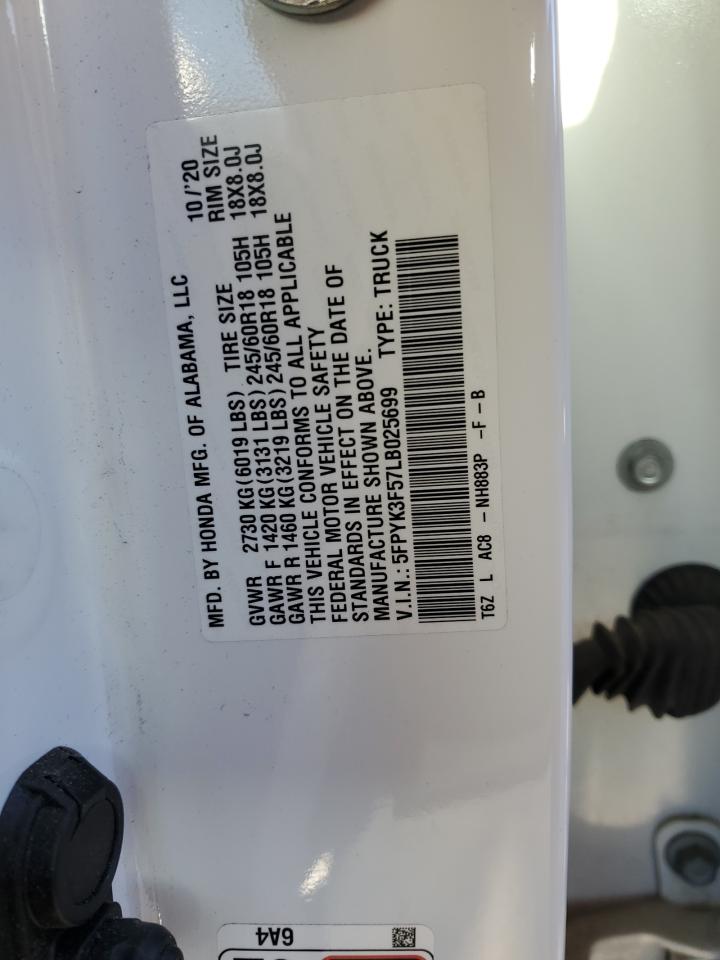 MFD. BY HONDA MFG. OF ALABAMA, LLC 10/'20
GVWR 2730 KG(6019 LBS) TIRE SIZE RIM SIZE
GAWR F 1420 KG(3131 LBS)245/60R18 105H 18X8.0J
GAWR R 1460 KG(3219 LBS)245/60R18 105H 18X8.0J
THIS VEHICLE CONFORMS TO ALL APPLICABLE
FEDERAL MOTOR VEHICLE SAFETY
STANDARDS IN EFFECT ON THE DATE OF
MANUFACTURE SHOWN ABOVE.
V.I.N.: 5FPYK3F57LB025699 TYPE: TRUCK
T6Z L AC8 - NH883P -F-B
6A4